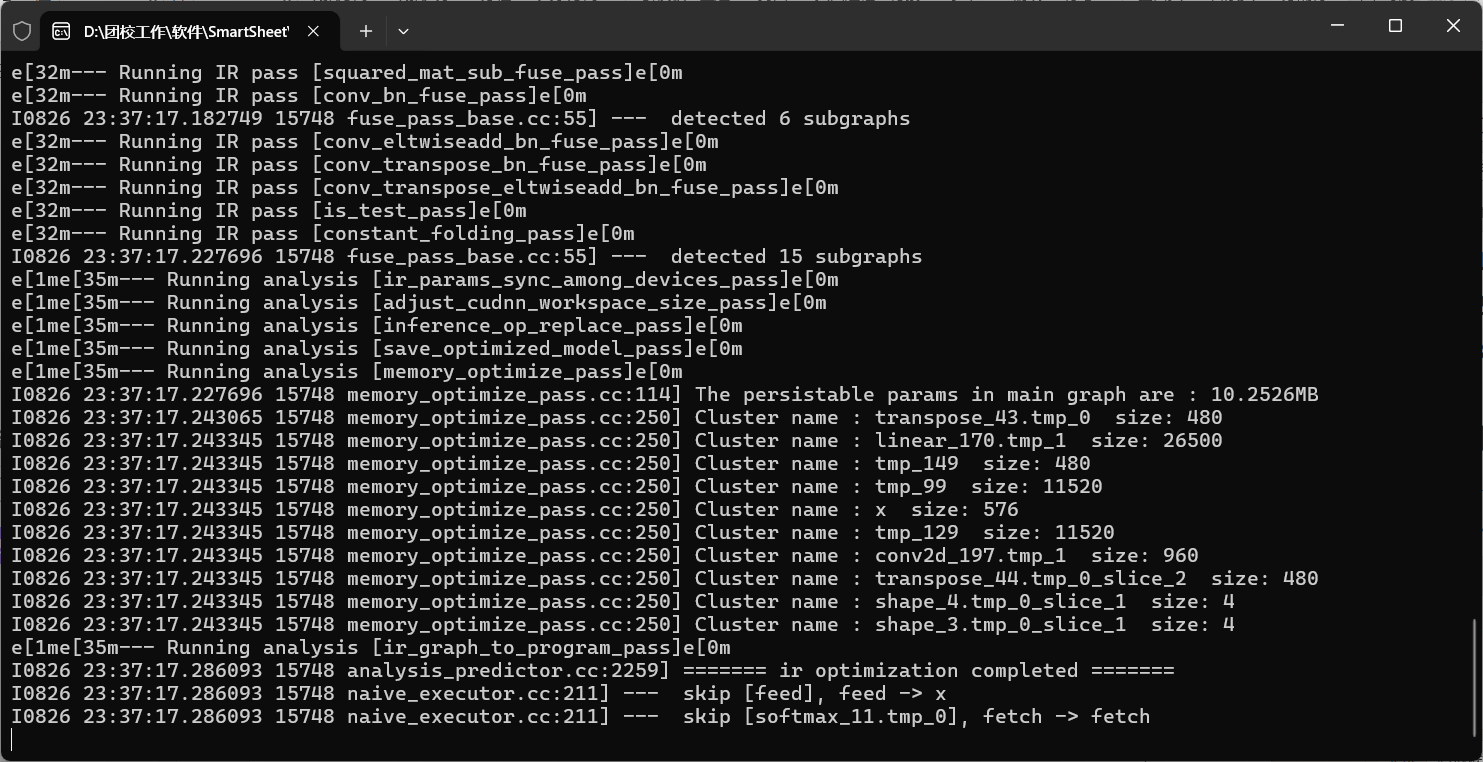 D:\团校工作\软件\SmartSheet\
e[32m--- Running IR pass [squared_mat_sub_fuse_pass]e[0m
e[32m--- Running IR pass [conv_bn_fuse_pass]e[0m
I0826 23:37:17.182749 15748 fuse_pass_base.cc:55] ---  detected 6 subgraphs
e[32m--- Running IR pass [conv_eltwiseadd_bn_fuse_pass]e[0m
e[32m--- Running IR pass [conv_transpose_bn_fuse_pass]e[0m
e[32m--- Running IR pass [conv_transpose_eltwiseadd_bn_fuse_pass]e[0m
e[32m--- Running IR pass [is_test_pass]e[0m
e[32m--- Running IR pass [constant_folding_pass]e[0m
I0826 23:37:17.227696 15748 fuse_pass_base.cc:55] ---  detected 15 subgraphs
e[1me[35m--- Running analysis [ir_params_sync_among_devices_pass]e[0m
e[1me[35m--- Running analysis [adjust_cudnn_workspace_size_pass]e[0m
e[1me[35m--- Running analysis [inference_op_replace_pass]e[0m
e[1me[35m--- Running analysis [save_optimized_model_pass]e[0m
e[1me[35m--- Running analysis [memory_optimize_pass]e[0m
I0826 23:37:17.227696 15748 memory_optimize_pass.cc:114] The persistable params in main graph are : 10.2526MB
I0826 23:37:17.243065 15748 memory_optimize_pass.cc:250] Cluster name : transpose_43.tmp_0  size: 480
I0826 23:37:17.243345 15748 memory_optimize_pass.cc:250] Cluster name : linear_170.tmp_1  size: 26500
I0826 23:37:17.243345 15748 memory_optimize_pass.cc:250] Cluster name : tmp_149  size: 480
I0826 23:37:17.243345 15748 memory_optimize_pass.cc:250] Cluster name : tmp_99  size: 11520
I0826 23:37:17.243345 15748 memory_optimize_pass.cc:250] Cluster name : x  size: 576
I0826 23:37:17.243345 15748 memory_optimize_pass.cc:250] Cluster name : tmp_129  size: 11520
I0826 23:37:17.243345 15748 memory_optimize_pass.cc:250] Cluster name : conv2d_197.tmp_1  size: 960
I0826 23:37:17.243345 15748 memory_optimize_pass.cc:250] Cluster name : transpose_44.tmp_0_slice_2  size: 480
I0826 23:37:17.243345 15748 memory_optimize_pass.cc:250] Cluster name : shape_4.tmp_0_slice_1  size: 4
I0826 23:37:17.243345 15748 memory_optimize_pass.cc:250] Cluster name : shape_3.tmp_0_slice_1  size: 4
e[1me[35m--- Running analysis [ir_graph_to_program_pass]e[0m
I0826 23:37:17.286093 15748 analysis_predictor.cc:2259] ======= ir optimization completed =======
I0826 23:37:17.286093 15748 naive_executor.cc:211] ---  skip [feed], feed -> x
I0826 23:37:17.286093 15748 naive_executor.cc:211] ---  skip [softmax_11.tmp_0], fetch -> fetch